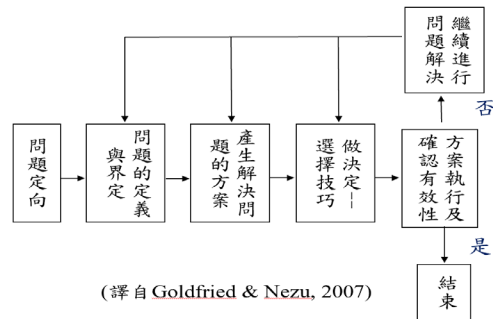 繼續進行
問題解決
否
問題定向
問題的定義
與界定
產生解決問
題的方案
做決定--
選擇技巧
方案執行及
確認有效性
是
結束
(譯自Goldfried & Nezu, 2007)